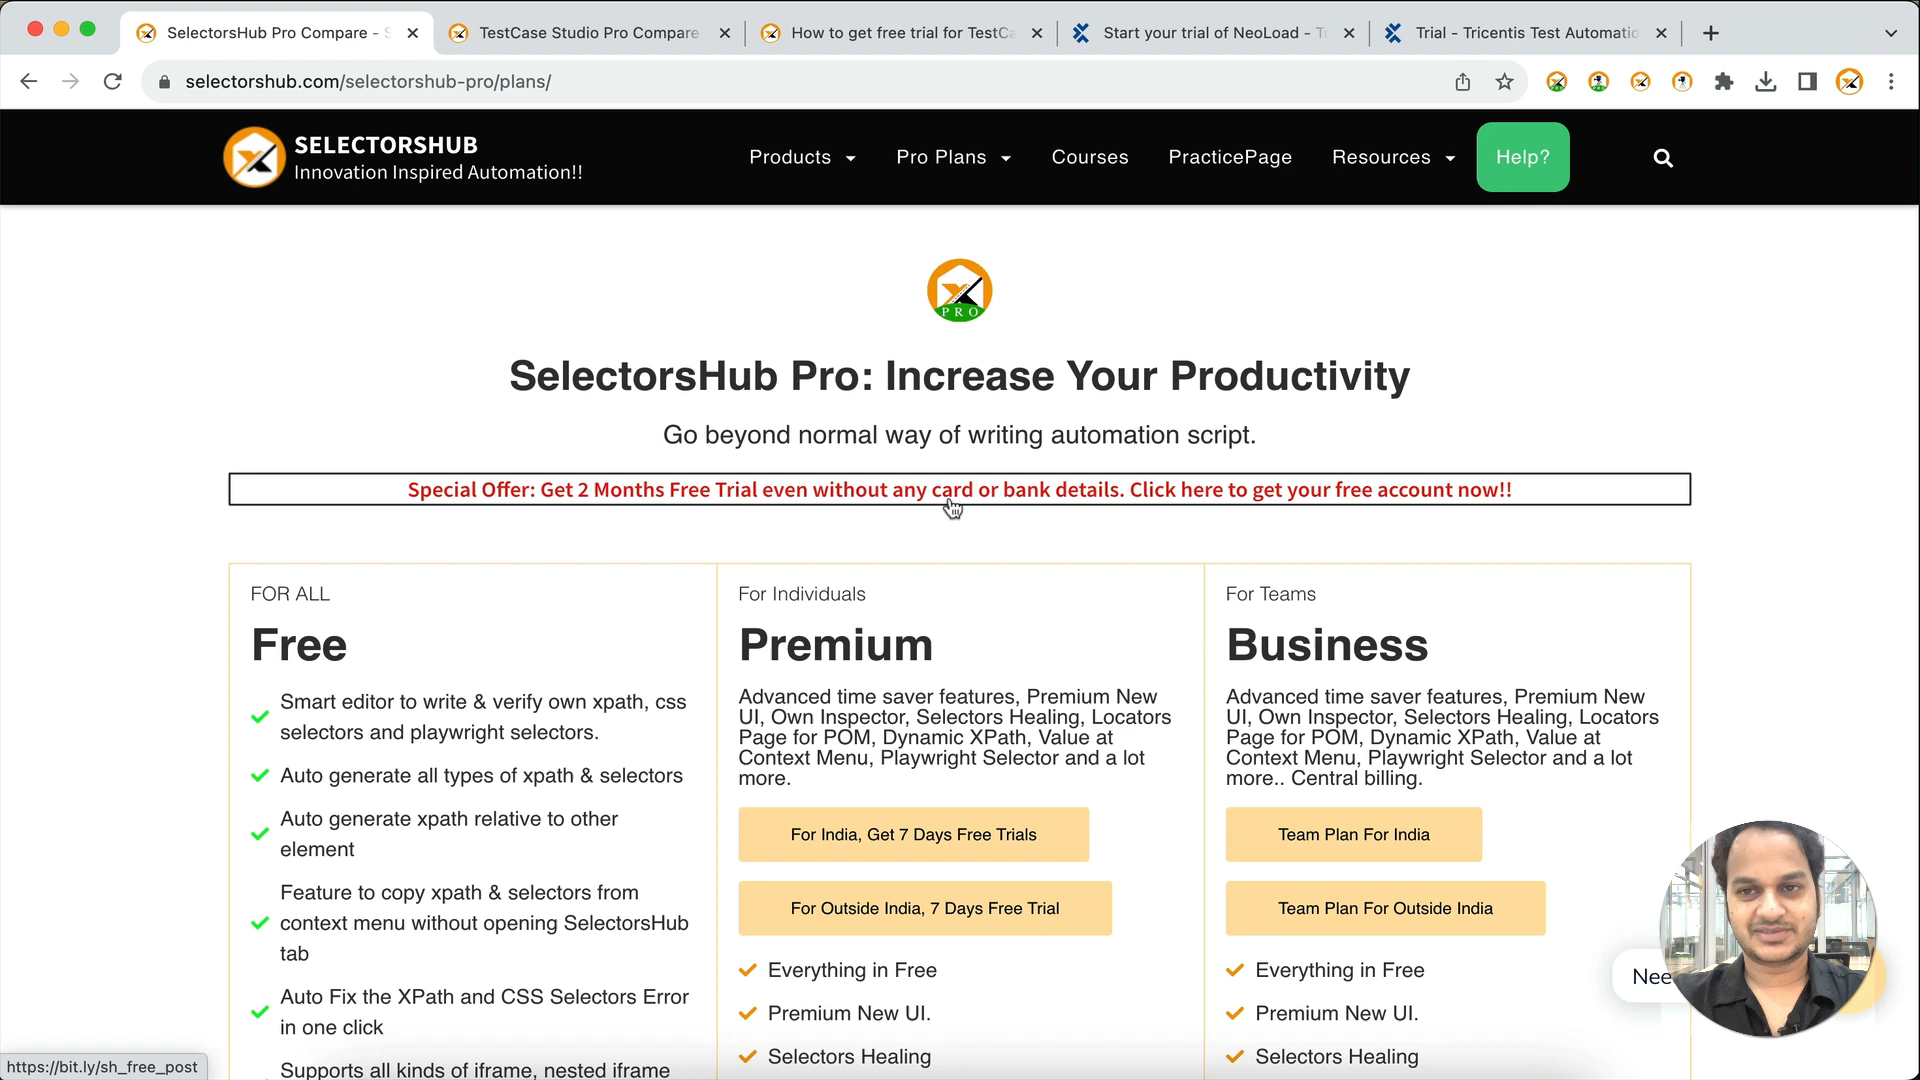 SelectorsHub Pro Compare - S
TestCase Studio Pro Compare
How to get free trial for TestCa
Start your trial of NeoLoad - Tr
Trial - Tricentis Test Automatio
selectorshub.com/selectorshub-pro/plans/
SELECTORSHUB
Innovation Inspired Automation!!
Products
Pro Plans
Courses
PracticePage
Resources
Help?
PRO
SelectorsHub Pro: Increase Your Productivity
Go beyond normal way of writing automation script.
Special Offer: Get 2 Months Free Trial even without any card or bank details. Click here to get your free account now!!
FOR ALL
Free
Smart editor to write & verify own xpath, css
selectors and playwright selectors.
Auto generate all types of xpath & selectors
Auto generate xpath relative to other
element
Feature to copy xpath & selectors from
context menu without opening SelectorsHub
tab
Auto Fix the XPath and CSS Selectors Error
in one click
Supports all kinds of iframe, nested iframe
For Individuals
Premium
Advanced time saver features, Premium New
UI, Own Inspector, Selectors Healing, Locators
Page for POM, Dynamic XPath, Value at
Context Menu, Playwright Selector and a lot
more.
For India, Get 7 Days Free Trials
For Outside India, 7 Days Free Trial
Everything in Free
Premium New UI.
Selectors Healing
For Teams
Business
Advanced time saver features, Premium New
UI, Own Inspector, Selectors Healing, Locators
Page for POM, Dynamic XPath, Value at
Context Menu, Playwright Selector and a lot
more.. Central billing.
Team Plan For India
Team Plan For Outside India
Everything in Free
Premium New UI.
Selectors Healing
Nee
https://bit.ly/sh_free_post